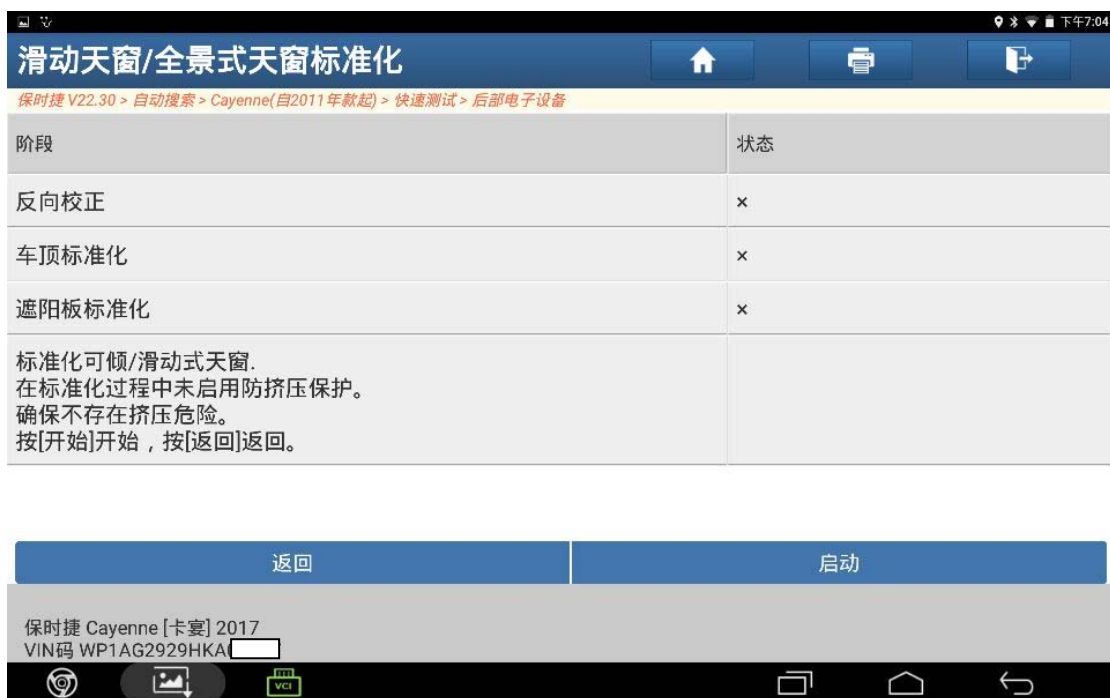 下午7:04
滑动天窗/全景式天窗标准化
保时捷 V22.30 > 自动搜索 > Cayenne(自2011年款起) > 快速测试 > 后部电子设备
阶段 状态
反向校正 ×
车顶标准化 ×
遮阳板标准化 ×
标准化可倾/滑动式天窗.
在标准化过程中未启用防挤压保护。
确保不存在挤压危险。
按[开始]开始，按[返回]返回。
返回 启动
保时捷 Cayenne [卡宴] 2017
VIN码 WP1AG2929HKA
VCI